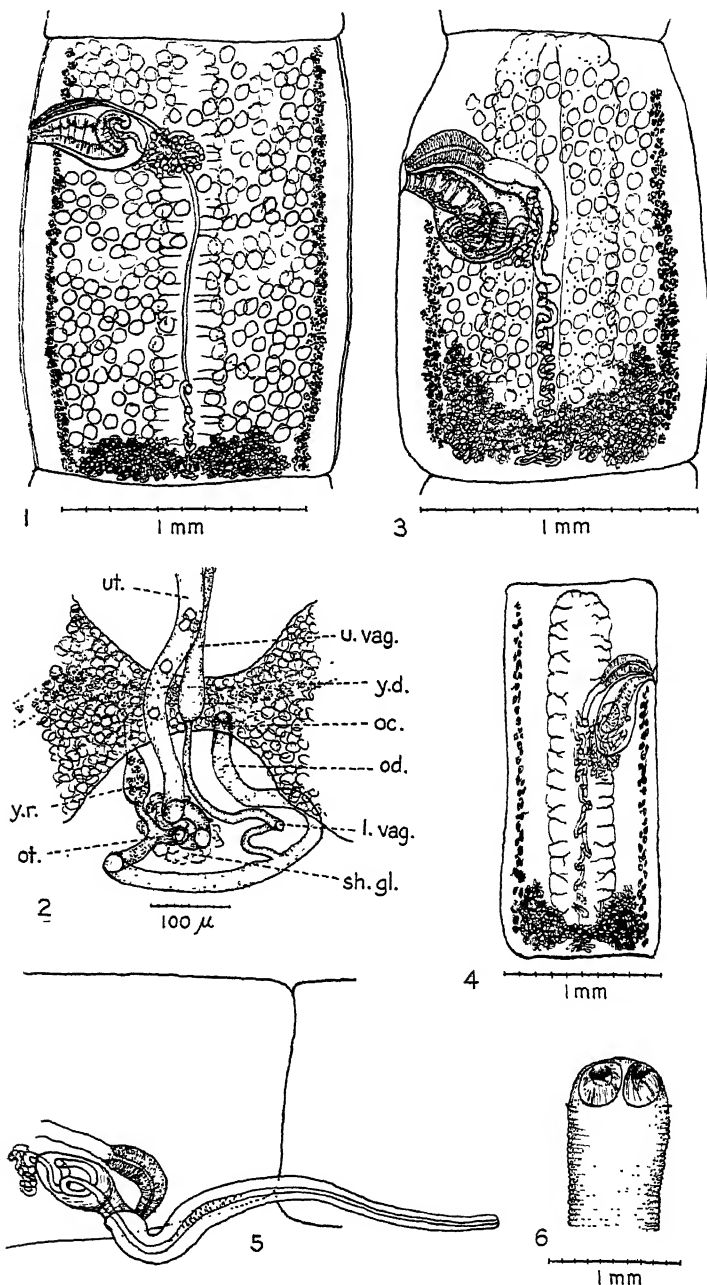 1
1 mm
3
1 mm
ut.
u. vag.
y.d.
oc.
od.
y.r.
l. vag.
ot.
sh. gl.
2
100 μ
4
1 mm
5
6
1 mm